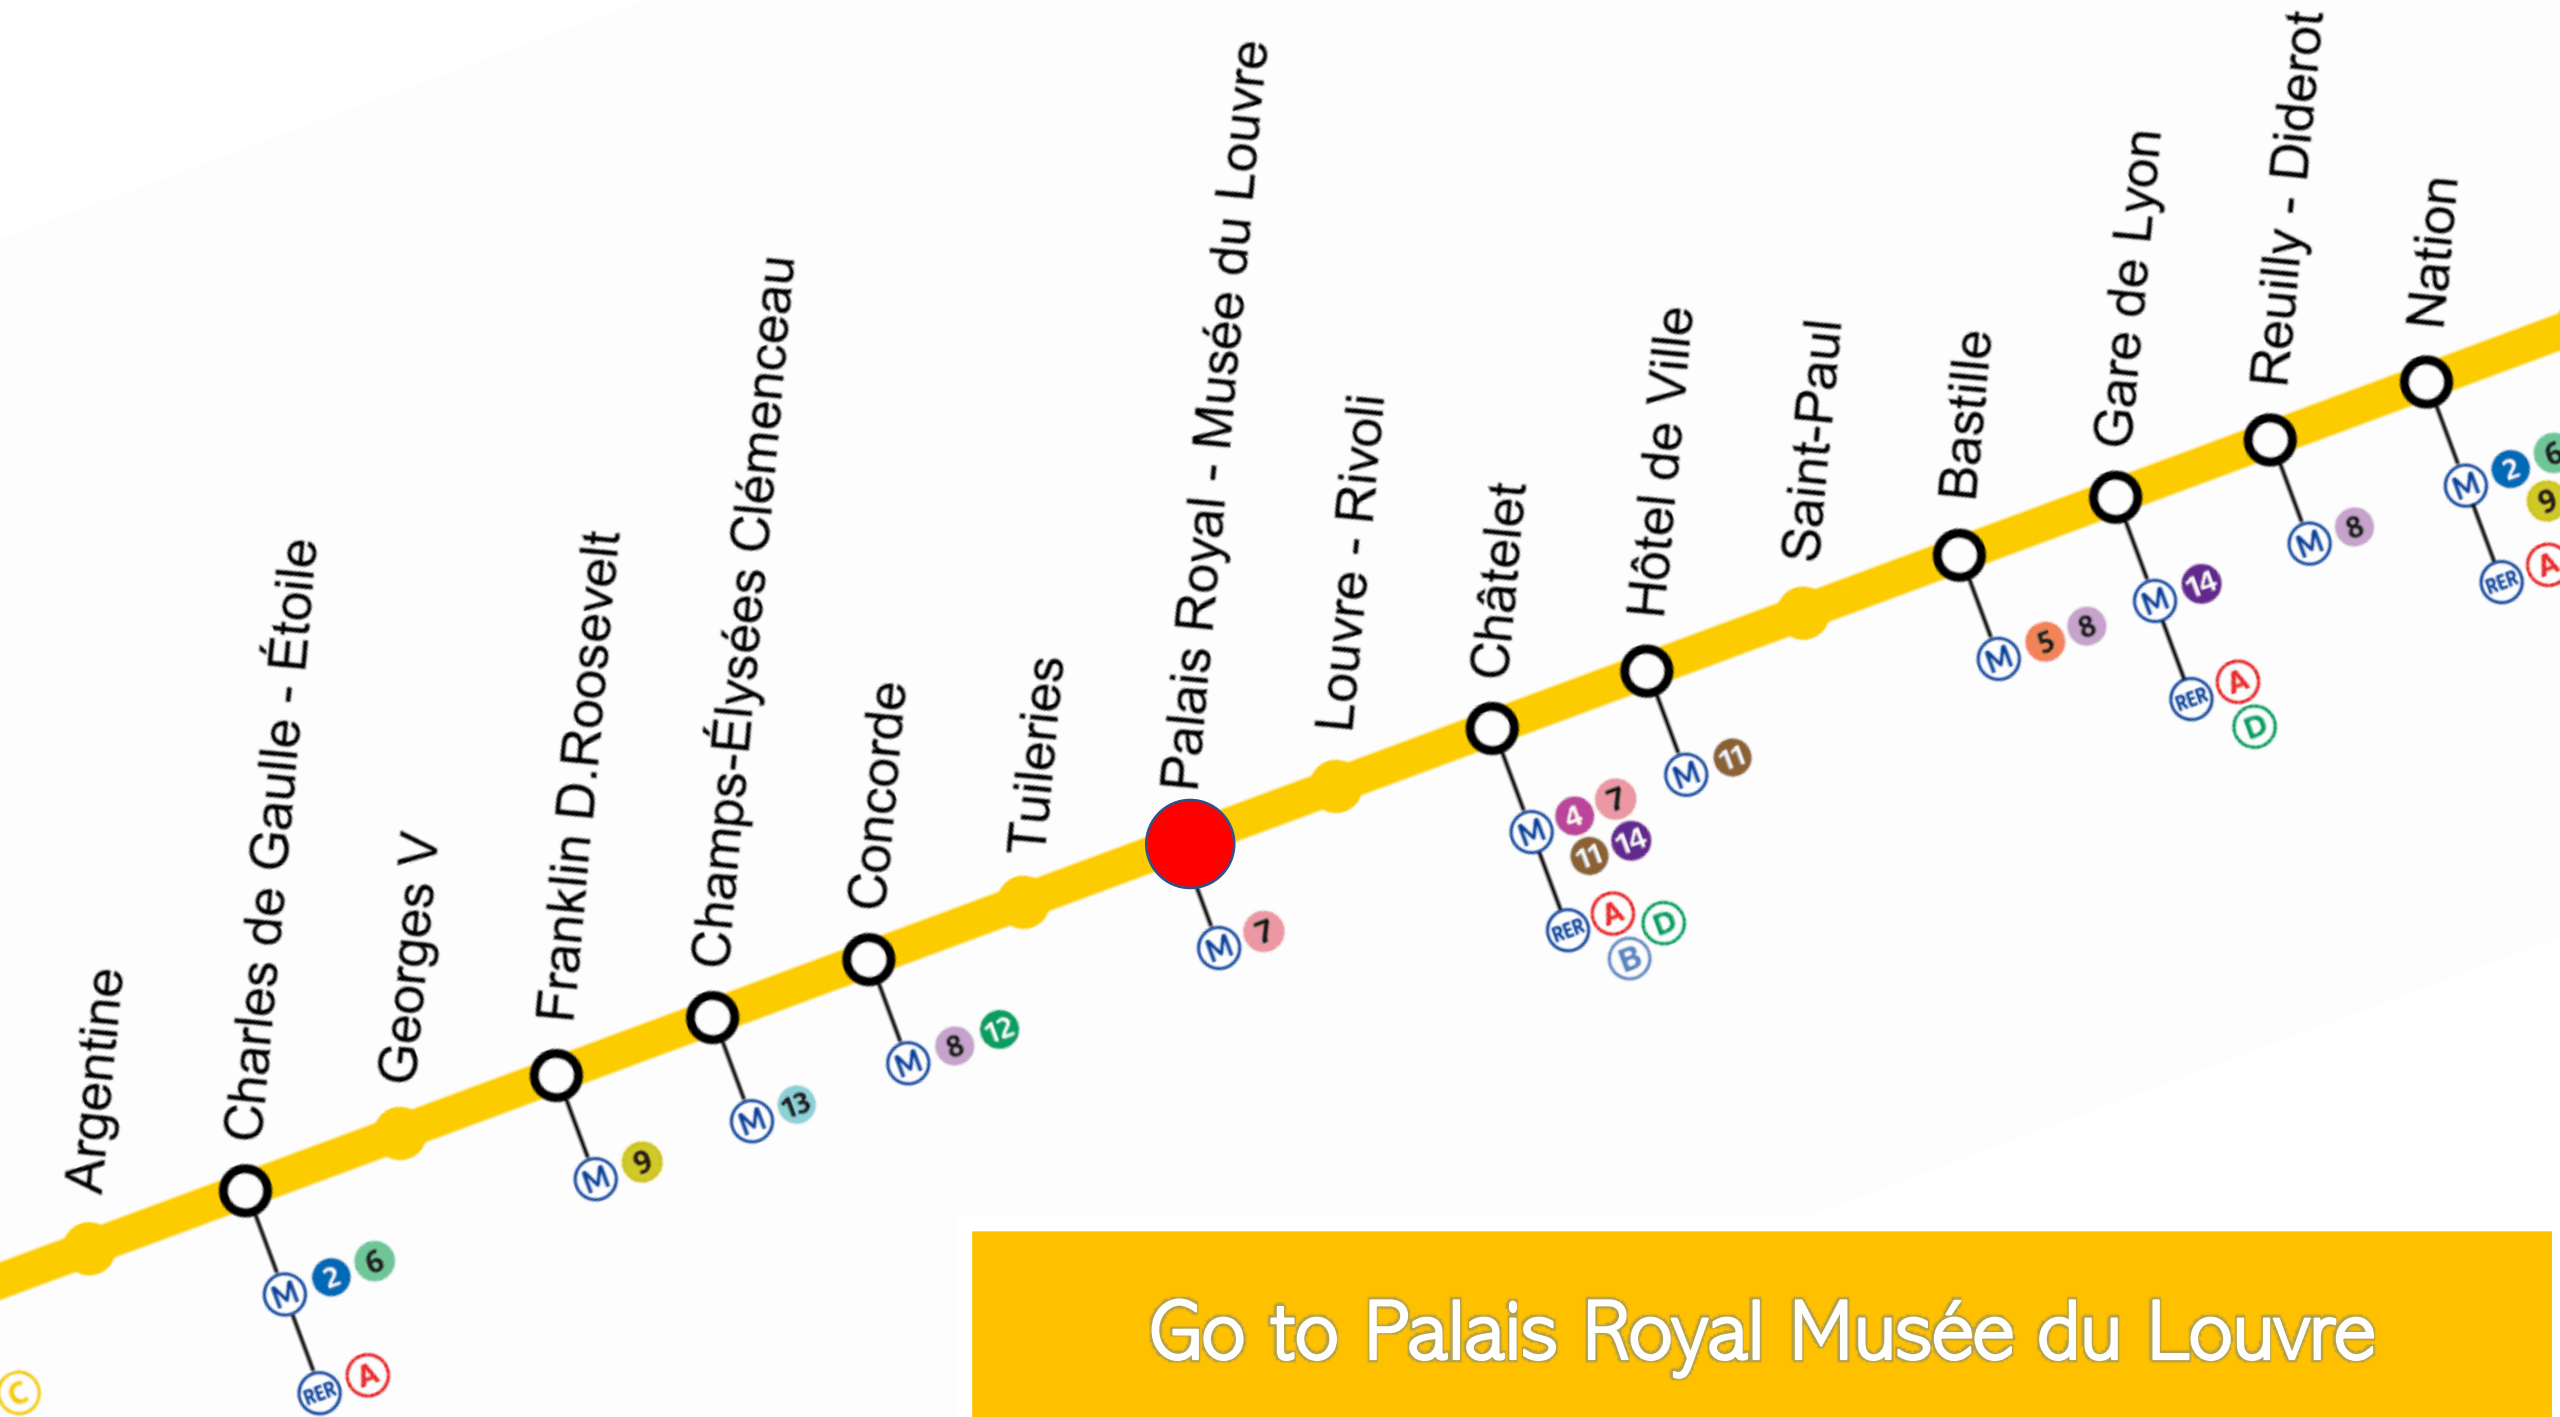 Argentine
Charles de Gaulle - Étoile
M 2 6
RER A
Georges V
Franklin D.Roosevelt
M 9
Champs-Élysées Clémenceau
M 13
Concorde
M 8 12
Tuileries
Palais Royal - Musée du Louvre
M 7
Louvre - Rivoli
Châtelet
M 4 7
11 14
RER A D
B
Hôtel de Ville
M 11
Saint-Paul
Bastille
M 5 8
Gare de Lyon
M 14
RER A
D
Reuilly - Diderot
M 8
Nation
M 2 6
9
RER A
C
Go to Palais Royal Musée du Louvre